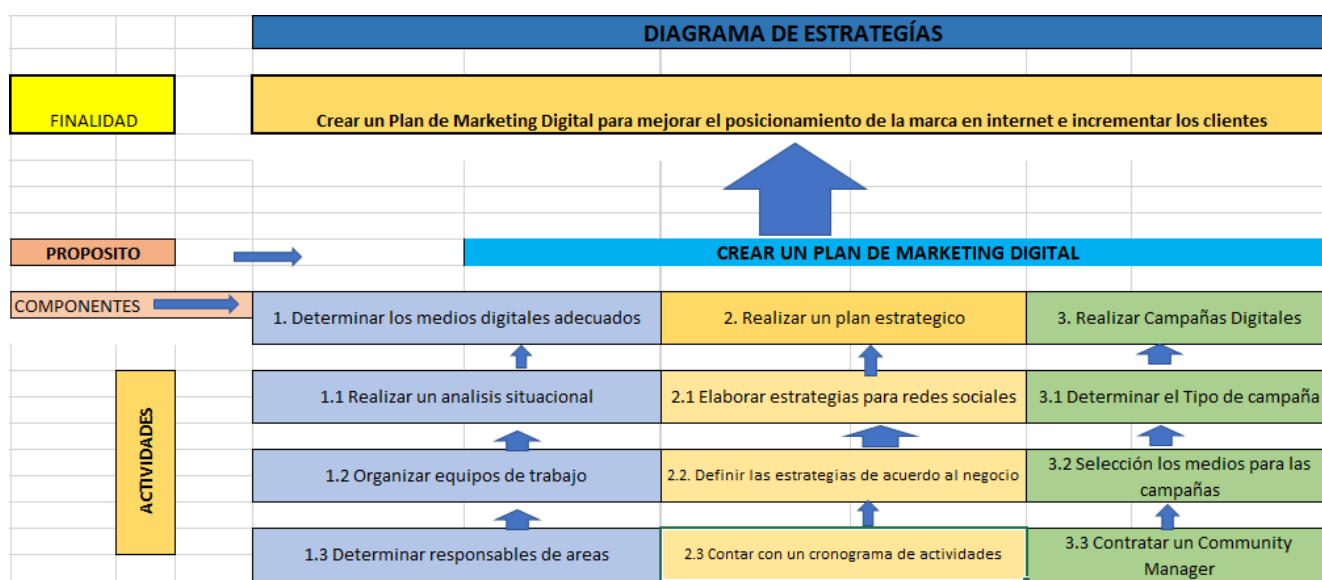 DIAGRAMA DE ESTRATEGÍAS
FINALIDAD
Crear un Plan de Marketing Digital para mejorar el posicionamiento de la marca en internet e incrementar los clientes
PROPOSITO
CREAR UN PLAN DE MARKETING DIGITAL
COMPONENTES
1. Determinar los medios digitales adecuados
2. Realizar un plan estrategico
3. Realizar Campañas Digitales
ACTIVIDADES
1.1 Realizar un analisis situacional
2.1 Elaborar estrategias para redes sociales
3.1 Determinar el Tipo de campaña
1.2 Organizar equipos de trabajo
2.2. Definir las estrategias de acuerdo al negocio
3.2 Selección los medios para las
campañas
1.3 Determinar responsables de areas
2.3 Contar con un cronograma de actividades
3.3 Contratar un Community
Manager